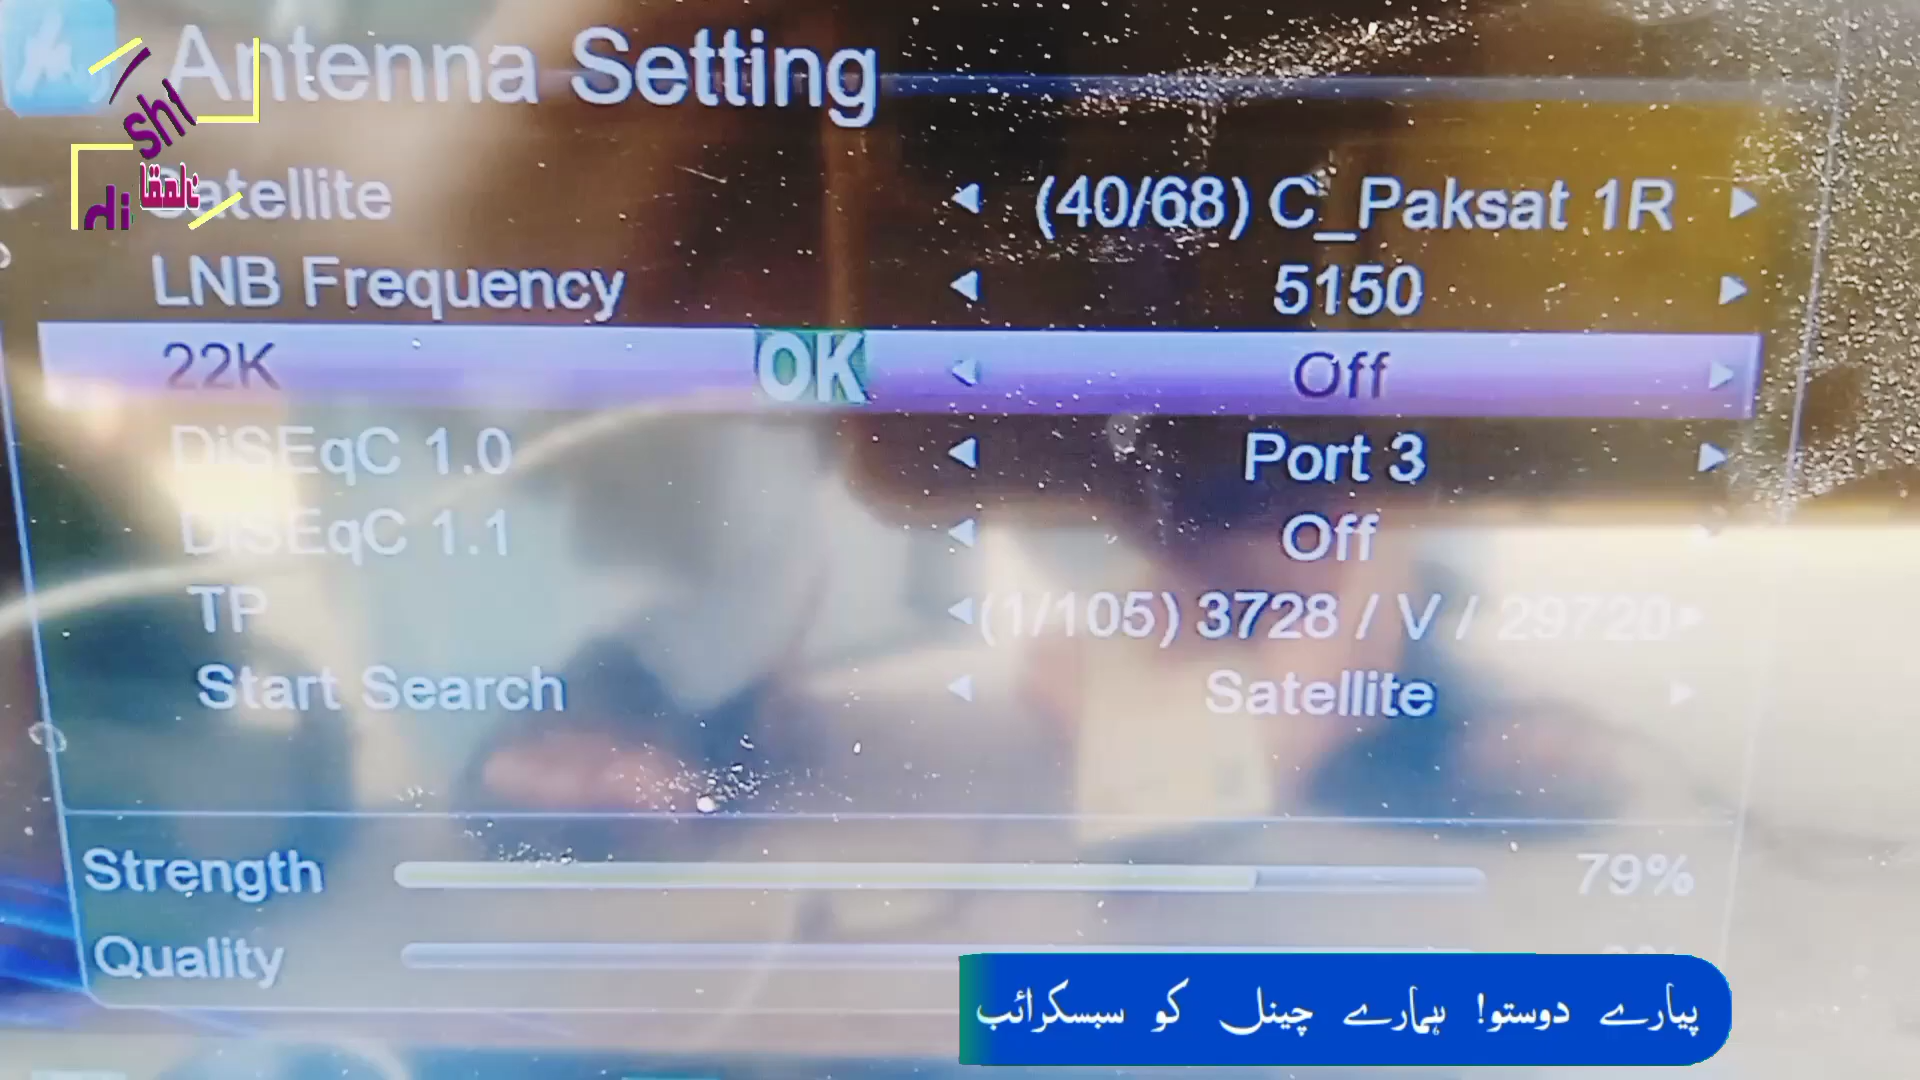 Antenna Setting
Satellite (40/68) C_Paksat 1R
LNB Frequency 5150
22K OK Off
DiSEqC 1.0 Port 3
DiSEqC 1.1 Off
TP (1/105) 3728 / V / 29720
Start Search Satellite
Strength 79%
Quality
پیارے دوستو! ہمارے چینل کو سبسکرائب